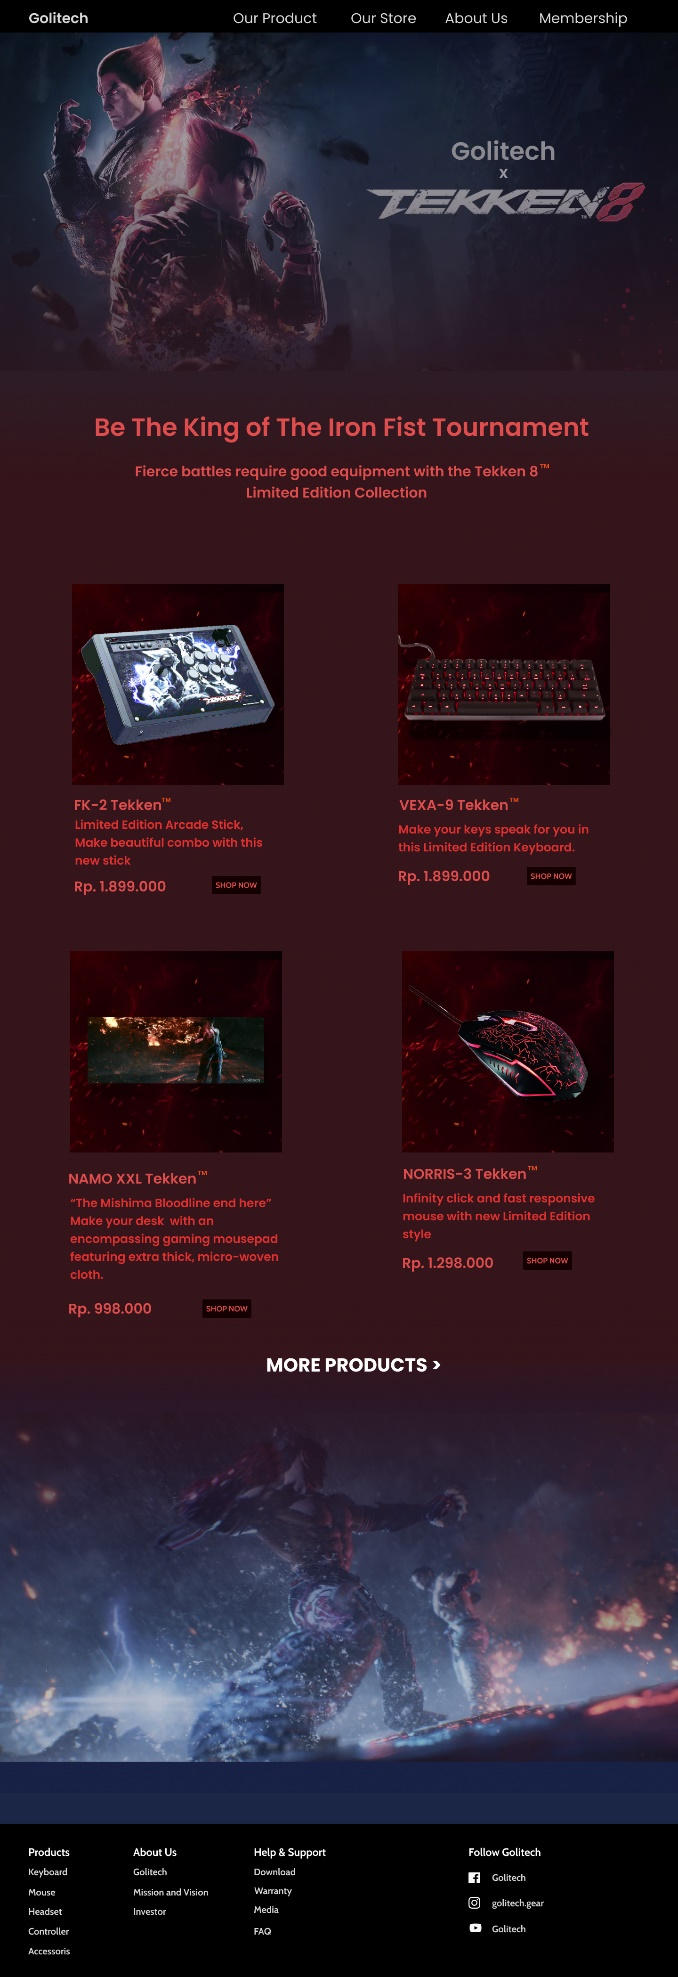 Golitech
Our Product
Our Store
About Us
Membership
Golitech
x
TEKKEN 8
Be The King of The Iron Fist Tournament
Fierce battles require good equipment with the Tekken 8™
Limited Edition Collection
TEKKEN 8
FK-2 Tekken™
Limited Edition Arcade Stick,
Make beautiful combo with this
new stick
Rp. 1.899.000
SHOP NOW
VEXA-9 Tekken™
Make your keys speak for you in
this Limited Edition Keyboard.
Rp. 1.899.000
SHOP NOW
Golitech
NAMO XXL Tekken™
“The Mishima Bloodline end here”
Make your desk with an
encompassing gaming mousepad
featuring extra thick, micro-woven
cloth.
Rp. 998.000
SHOP NOW
NORRIS-3 Tekken™
Infinity click and fast responsive
mouse with new Limited Edition
style
Rp. 1.298.000
SHOP NOW
MORE PRODUCTS >
Products
Keyboard
Mouse
Headset
Controller
Accessoris
About Us
Golitech
Mission and Vision
Investor
Help & Support
Download
Warranty
Media
FAQ
Follow Golitech
Golitech
golitech.gear
Golitech